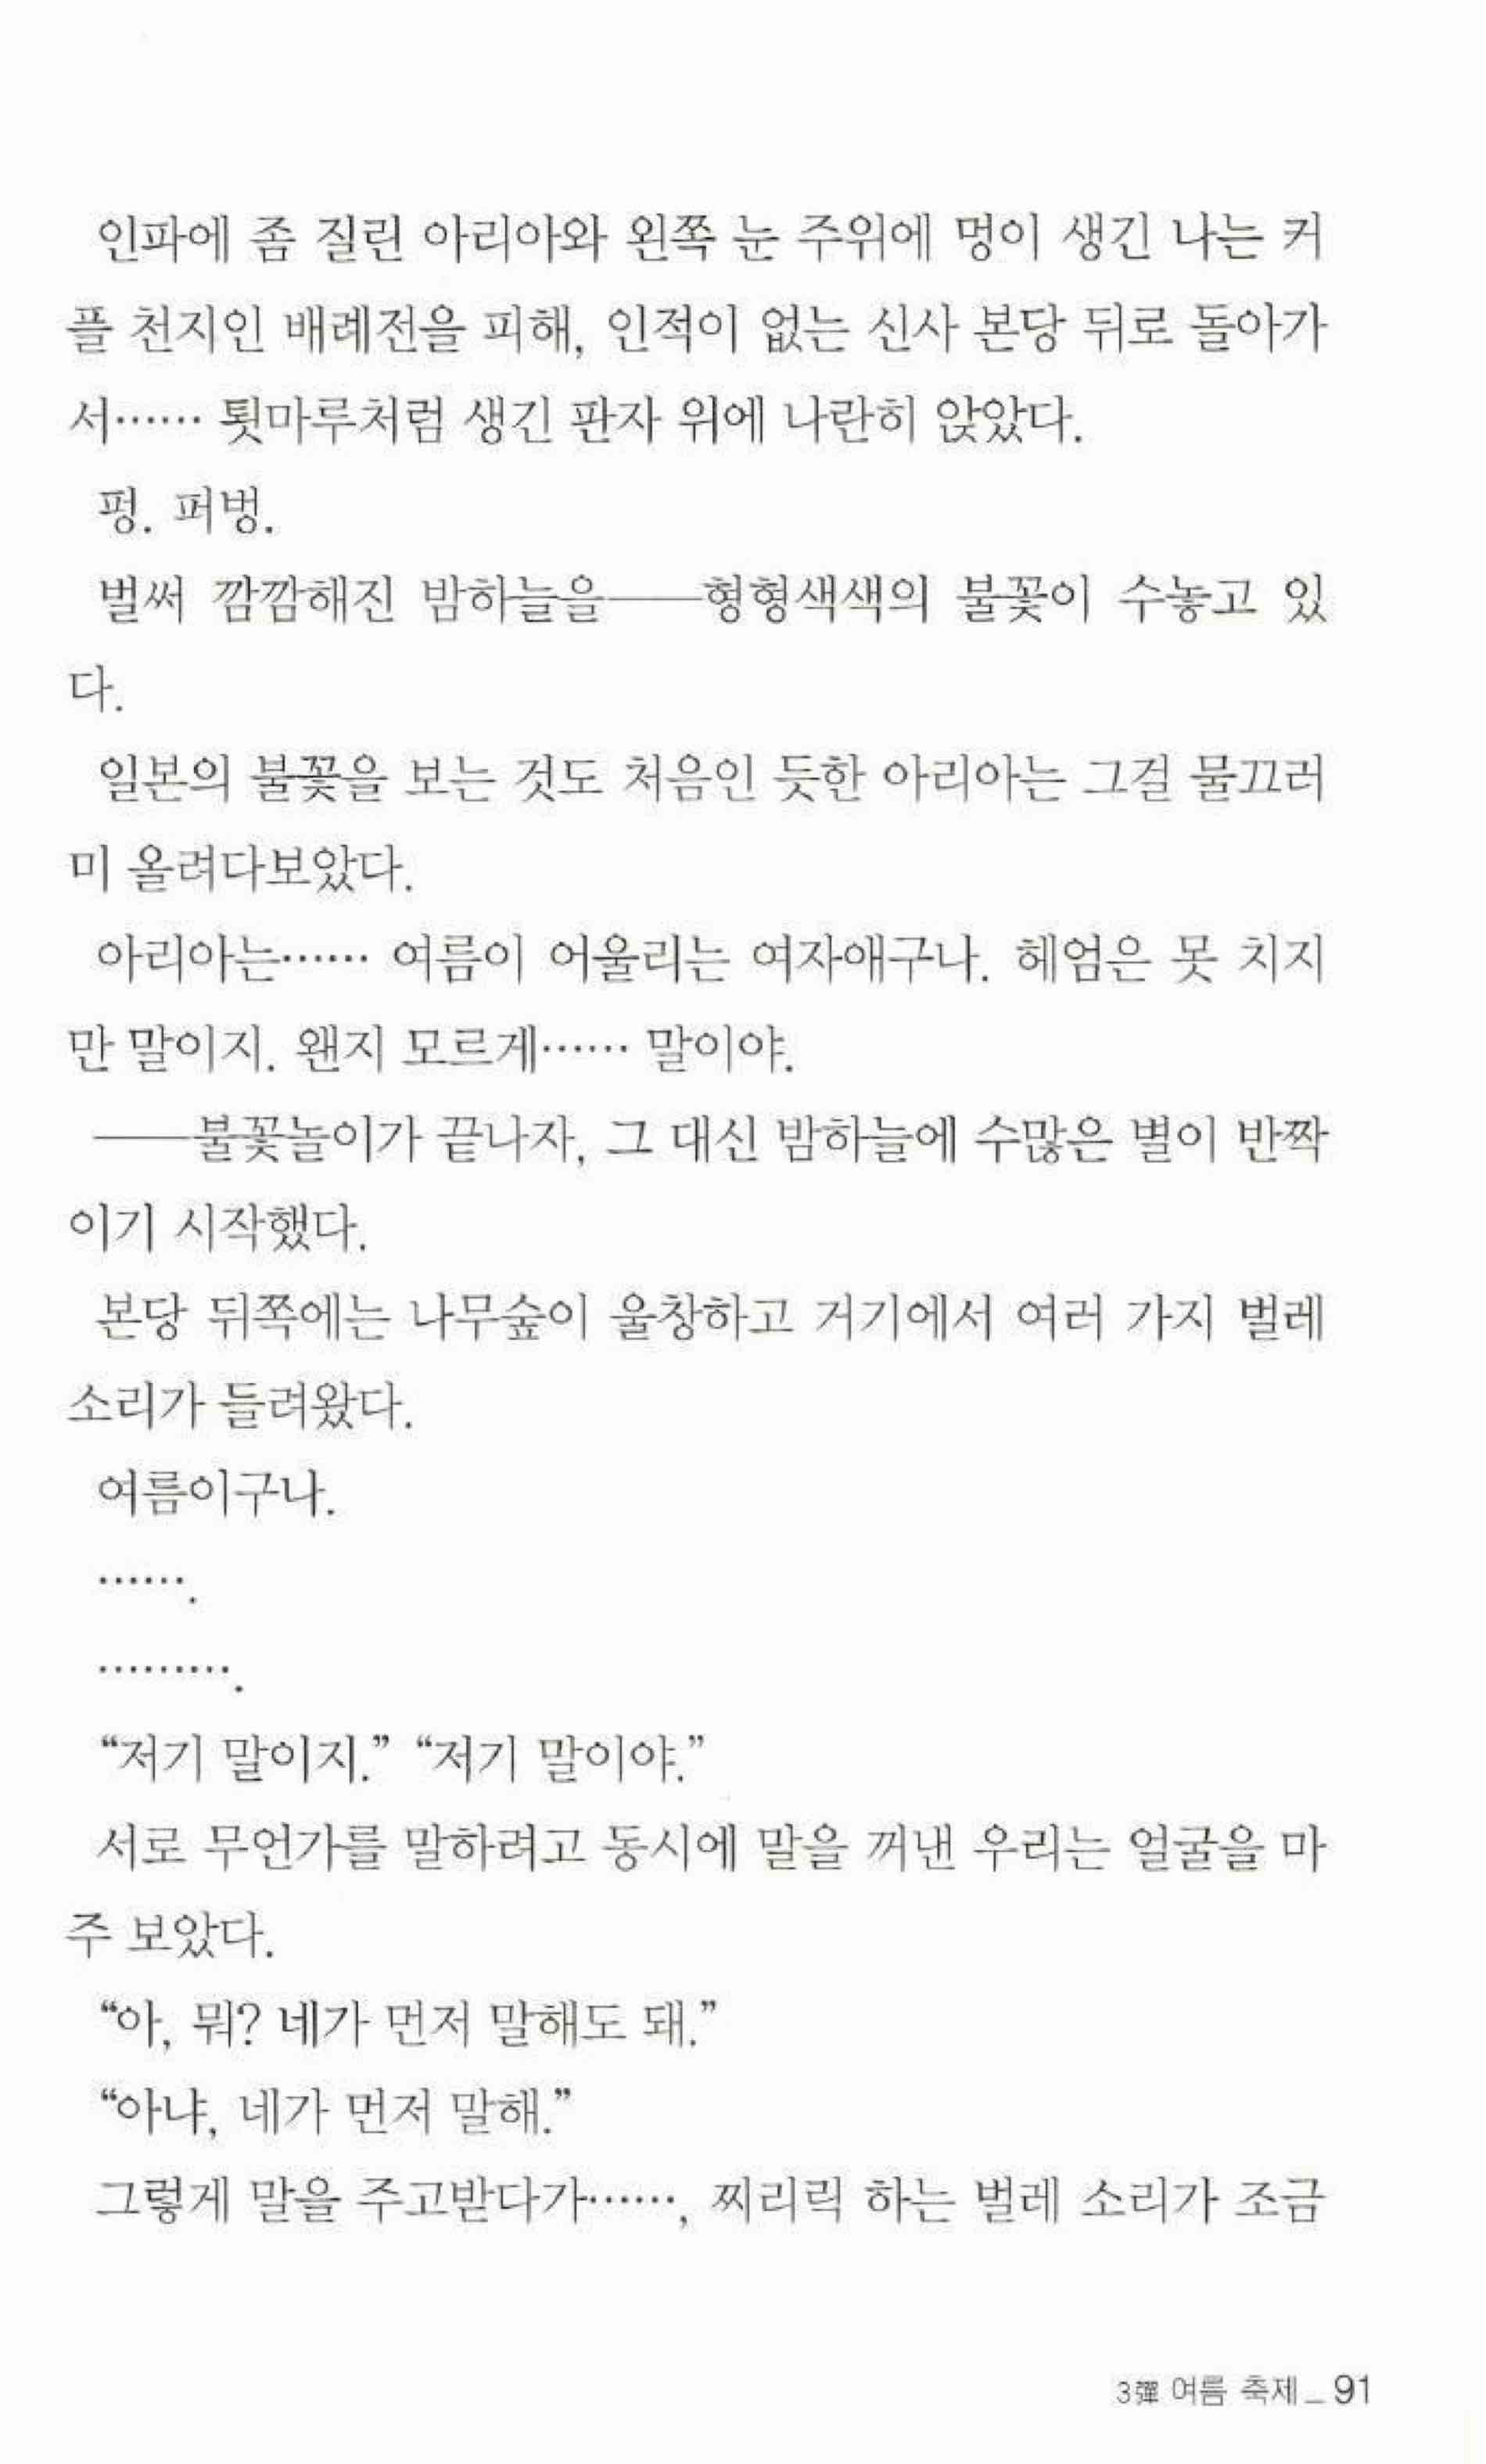 인파에 좀 질린 아리아와 왼쪽 눈 주위에 멍이 생긴 나는 커
플 천지인 배례전을 피해, 인적이 없는 신사 본당 뒤로 돌아가
서…… 툇마루처럼 생긴 판자 위에 나란히 앉았다.
펑. 퍼벙.
벌써 깜깜해진 밤하늘을──형형색색의 불꽃이 수놓고 있
다.
일본의 불꽃을 보는 것도 처음인 듯한 아리아는 그걸 물끄러
미 올려다보았다.
아리아는…… 여름이 어울리는 여자애구나. 헤엄은 못 치지
만 말이지. 왠지 모르게…… 말이야.
──불꽃놀이가 끝나자, 그 대신 밤하늘에 수많은 별이 반짝
이기 시작했다.
본당 뒤쪽에는 나무숲이 울창하고 거기에서 여러 가지 벌레
소리가 들려왔다.
여름이구나.
…….
……….
“저기 말이지.” “저기 말이야.”
서로 무언가를 말하려고 동시에 말을 꺼낸 우리는 얼굴을 마
주 보았다.
“아, 뭐? 네가 먼저 말해도 돼.”
“아냐, 네가 먼저 말해.”
그렇게 말을 주고받다가……, 찌리릭 하는 벌레 소리가 조금
3彈 여름 축제_91